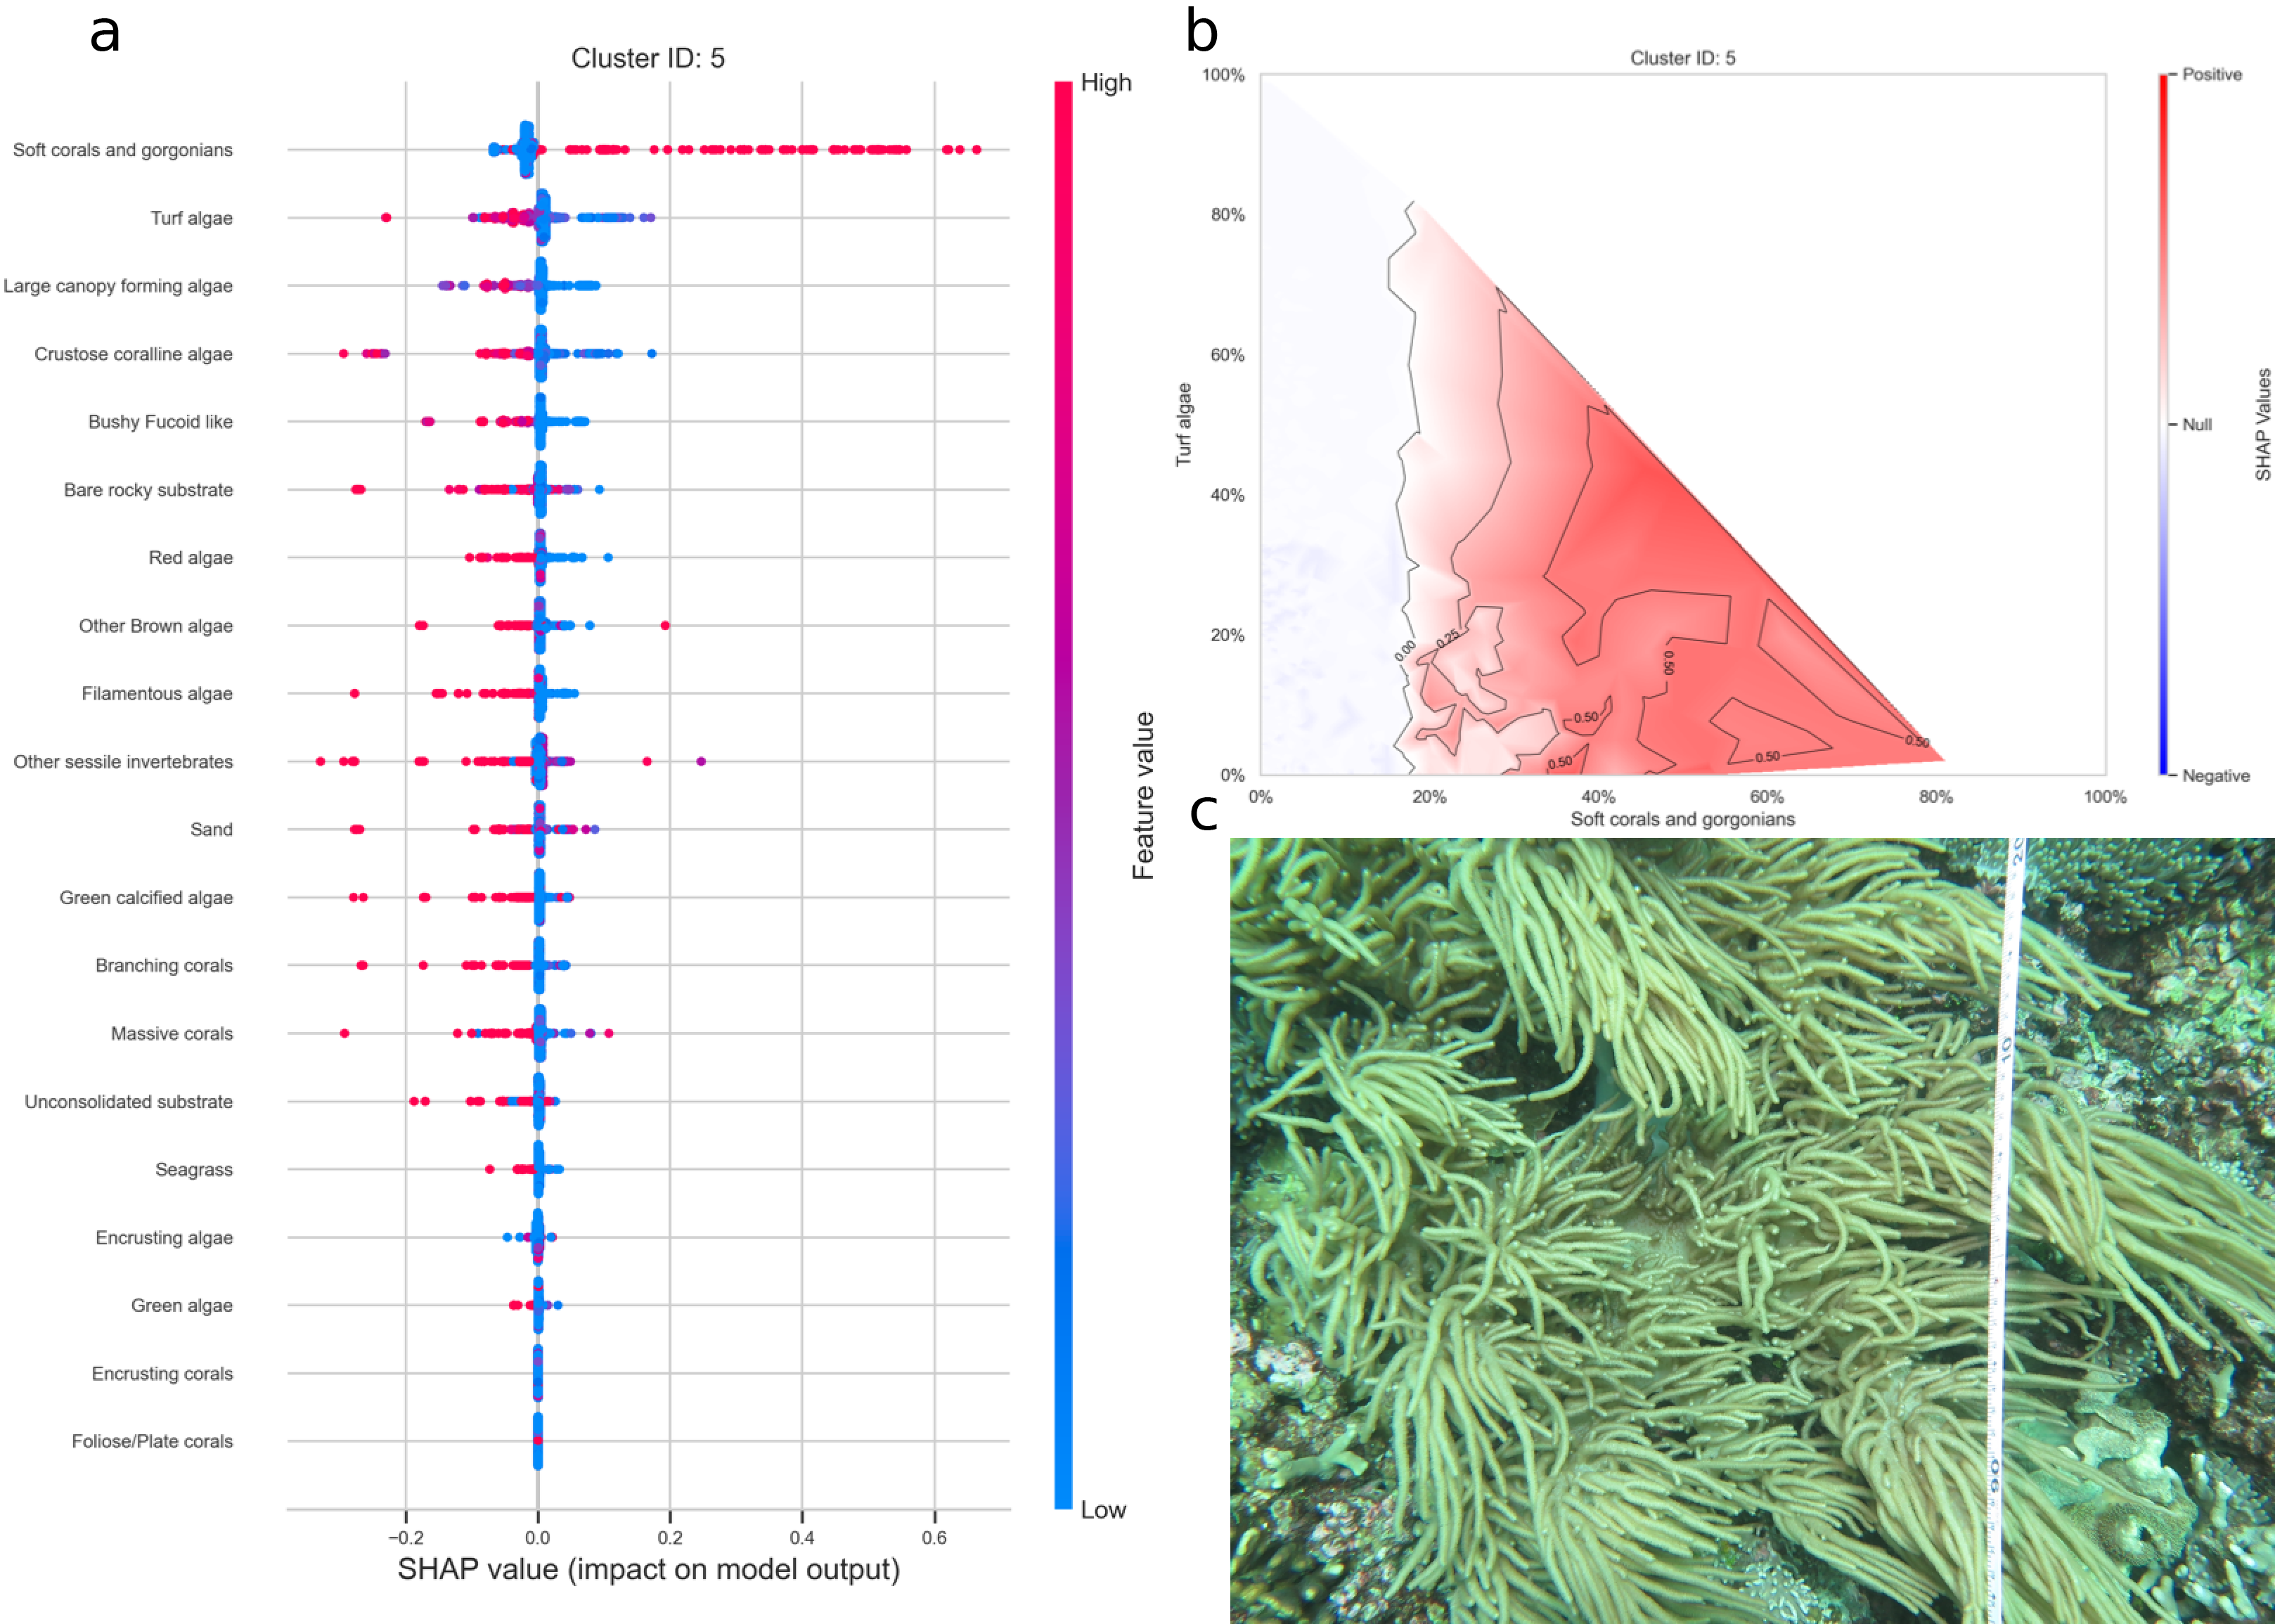 a
Cluster ID: 5
High
Soft corals and gorgonians
Turf algae
Large canopy forming algae
Crustose coralline algae
Bushy Fucoid like
Bare rocky substrate
Red algae
Other Brown algae
Filamentous algae
Other sessile invertebrates
Sand
Green calcified algae
Branching corals
Massive corals
Unconsolidated substrate
Seagrass
Encrusting algae
Green algae
Encrusting corals
Foliose/Plate corals
Low
Feature value
−0.2 0.0 0.2 0.4 0.6
SHAP value (impact on model output)
b
Cluster ID: 5
100%
80%
60%
40%
20%
0%
Turf algae
0.00
0.25
0.50
0.50
0.50
0.50
0.50
0% 20% 40% 60% 80% 100%
Soft corals and gorgonians
Positive
Null
Negative
SHAP Values
c
20
10
90